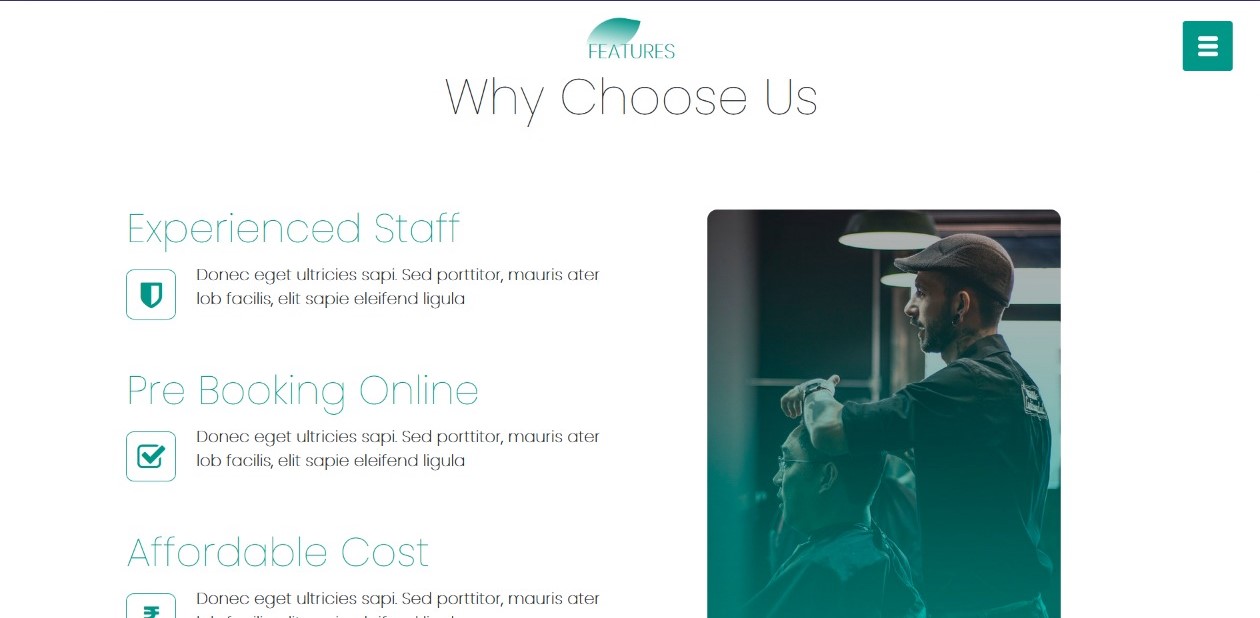 FEATURES
Why Choose Us
Experienced Staff
Donec eget ultricies sapi. Sed porttitor, mauris ater
lob facilis, elit sapie eleifend ligula
Pre Booking Online
Donec eget ultricies sapi. Sed porttitor, mauris ater
lob facilis, elit sapie eleifend ligula
Affordable Cost
₹
Donec eget ultricies sapi. Sed porttitor, mauris ater